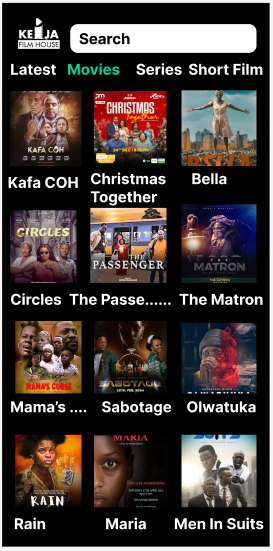 KEJA
FILM HOUSE
Search
Latest Movies Series Short Film
KAFA COH
CHRISTMAS
Together
BELLA
Kafa COH
Christmas
Together
Bella
CIRCLES
THE
PASSENGER
THE
MATRON
Circles The Passe...... The Matron
MAMA'S CURSE
SABOTAGE
OLWATUKA
Mama's .... Sabotage Olwatuka
RAIN
MARIA
SUITS
Rain Maria Men In Suits